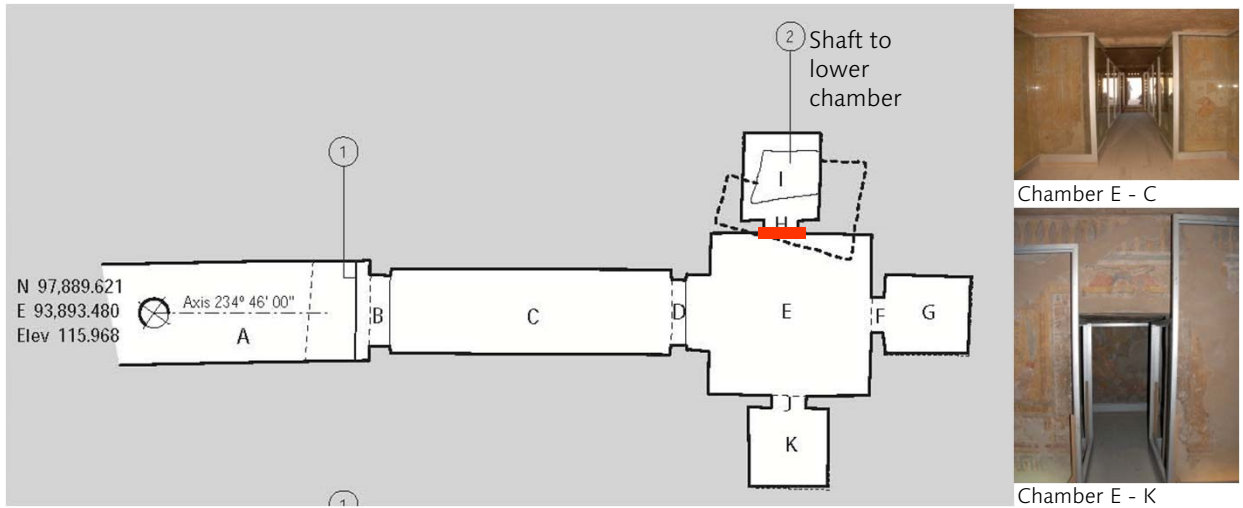 2 Shaft to
lower
chamber
1
I
H
N 97,889.621
E 93,893.480
Elev 115.968
Axis 234º 46' 00"
A
B
C
D
E
F
G
J
K
1
Chamber E - C
Chamber E - K